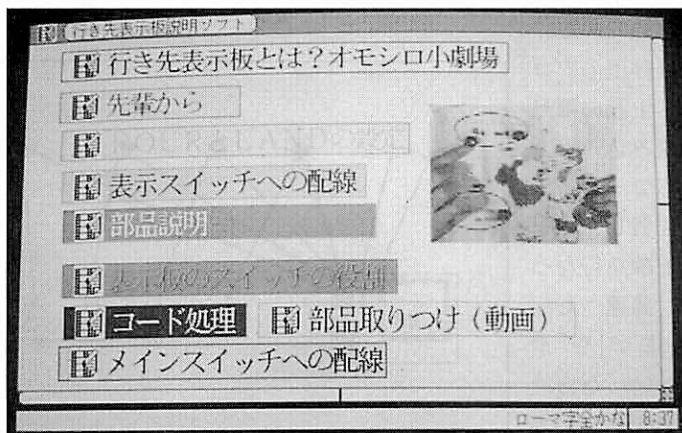 行き先表示板説明ソフト
行き先表示板とは？オモシロ小劇場
先輩から
表示スイッチへの配線
部品説明
表示板のスイッチの役割
コード処理 部品取りつけ（動画）
メインスイッチへの配線
ローマ字全かな 8:37